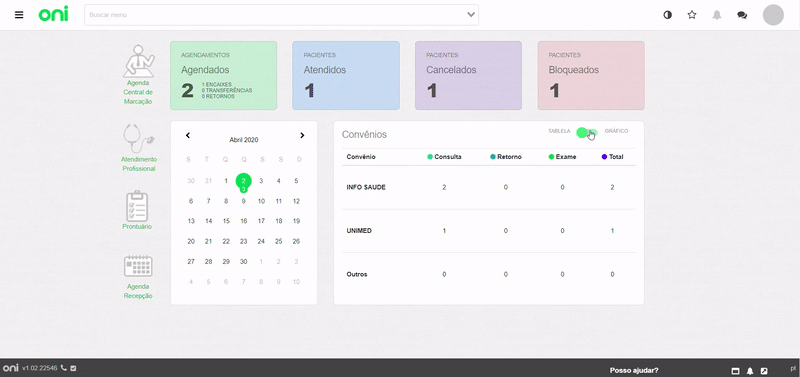 oni
Buscar menu
Agenda
Central de
Marcação
Atendimento
Profissional
Prontuário
Agenda
Recepção
AGENDAMENTOS
Agendados
2
1 ENCAIXES
0 TRANSFERÊNCIAS
0 RETORNOS
PACIENTES
Atendidos
1
PACIENTES
Cancelados
1
PACIENTES
Bloqueados
1
Abril 2020
S T Q Q S S D
30 31 1 2 3 4 5
2
6 7 8 9 10 11 12
13 14 15 16 17 18 19
20 21 21 23 24 25 26
27 28 29 30 1 2 3
4 5 6 7 8 9 10
Convênios
TABLELA GRÁFICO
Convênio Consulta Retorno Exame Total
INFO SAUDE 2 0 0 2
UNIMED 1 0 0 1
Outros 0 0 0 0
oni v1.02 22546
Posso ajudar?
pt